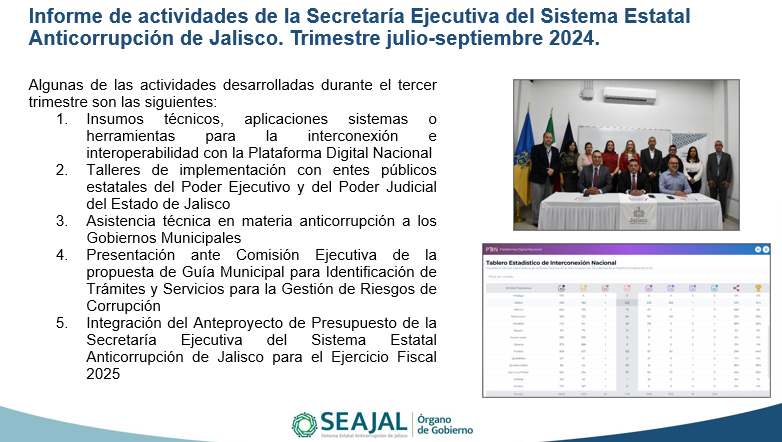 Informe de actividades de la Secretaría Ejecutiva del Sistema Estatal
Anticorrupción de Jalisco. Trimestre julio-septiembre 2024.
Algunas de las actividades desarrolladas durante el tercer
trimestre son las siguientes:
1. Insumos técnicos, aplicaciones sistemas o
herramientas para la interconexión e
interoperabilidad con la Plataforma Digital Nacional
2. Talleres de implementación con entes públicos
estatales del Poder Ejecutivo y del Poder Judicial
del Estado de Jalisco
3. Asistencia técnica en materia anticorrupción a los
Gobiernos Municipales
4. Presentación ante Comisión Ejecutiva de la
propuesta de Guía Municipal para Identificación de
Trámites y Servicios para la Gestión de Riesgos de
Corrupción
5. Integración del Anteproyecto de Presupuesto de la
Secretaría Ejecutiva del Sistema Estatal
Anticorrupción de Jalisco para el Ejercicio Fiscal
2025
Jalisco
Plataforma Digital Nacional
Tablero Estadístico de Interconexión Nacional
SEAJAL
Sistema Estatal Anticorrupción de Jalisco
Órgano
de Gobierno